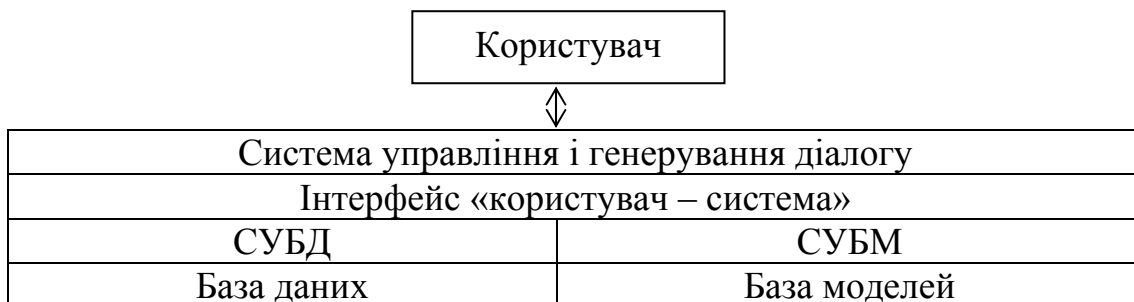 Користувач
Система управління і генерування діалогу
Інтерфейс «користувач – система»
СУБД СУБМ
База даних База моделей